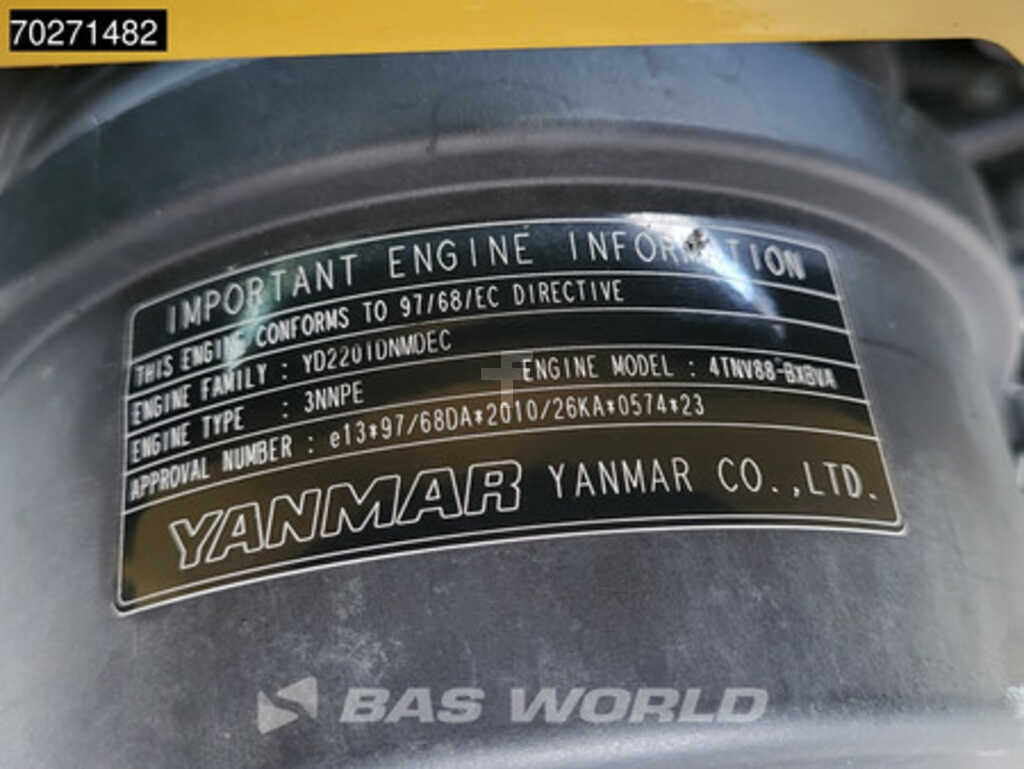 70271482
IMPORTANT ENGINE INFORMATION
THIS ENGINE CONFORMS TO 97/68/EC DIRECTIVE
ENGINE FAMILY : YD2201DNMDEC
ENGINE TYPE : 3NNPE ENGINE MODEL : 4TNV88-BXBVA
APPROVAL NUMBER : e13*97/68DA*2010/26KA*0574*23
YANMAR YANMAR CO.,LTD.
BAS WORLD